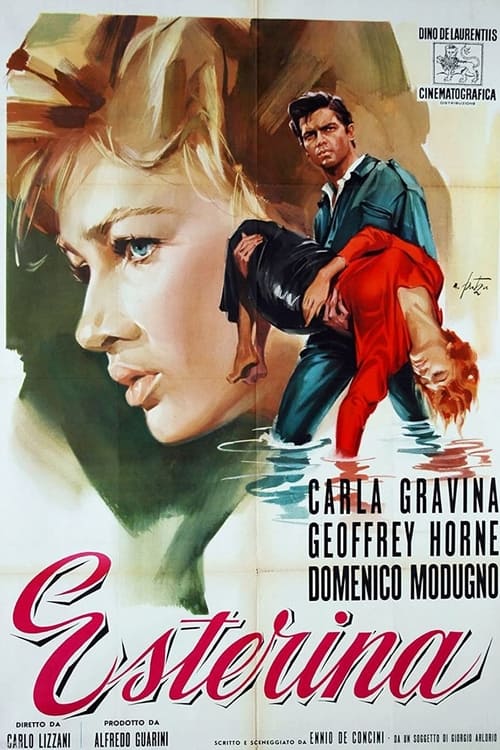 DINO DE LAURENTIIS
CINEMATOGRAFICA
DISTRIBUZIONE
CARLA GRAVINA
GEOFFREY HORNE
DOMENICO MODUGNO
Esterina
DIRETTO DA
CARLO LIZZANI
PRODOTTO DA
ALFREDO GUARINI
SCRITTO E SCENEGGIATO DA ENNIO DE CONCINI - DA UN SOGGETTO DI GIORGIO ARLORIO